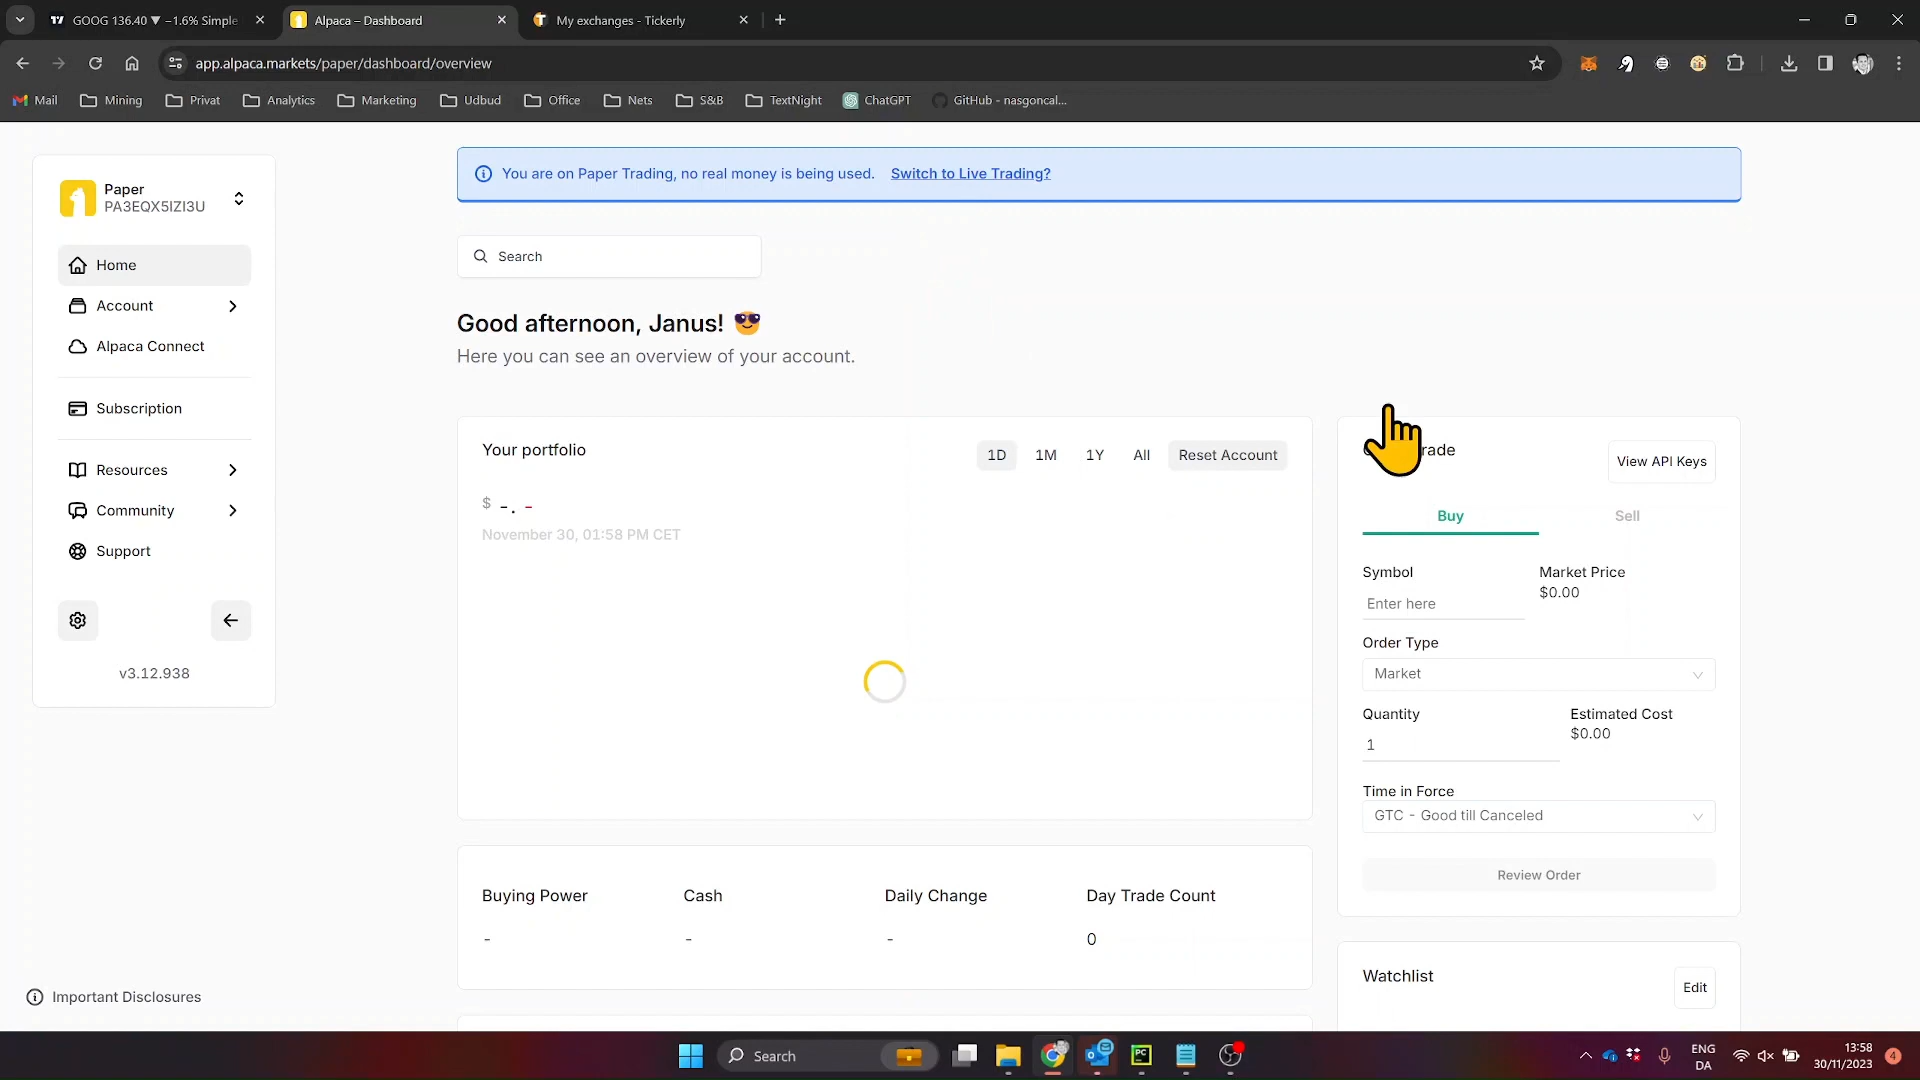 GOOG 136.40 ▼ −1.6% Simple
Alpaca – Dashboard
My exchanges - Tickerly
app.alpaca.markets/paper/dashboard/overview
Mail
Mining
Privat
Analytics
Marketing
Udbud
Office
Nets
S&B
TextNight
ChatGPT
GitHub - nasgoncal...
Paper
PA3EQX5IZI3U
Home
Account
Alpaca Connect
Subscription
Resources
Community
Support
v3.12.938
Important Disclosures
You are on Paper Trading, no real money is being used. Switch to Live Trading?
Search
Good afternoon, Janus! 😎
Here you can see an overview of your account.
Your portfolio
1D
1M
1Y
All
Reset Account
$ -. -
November 30, 01:58 PM CET
Buying Power
-
Cash
-
Daily Change
-
Day Trade Count
0
View API Keys
Buy
Sell
Symbol
Enter here
Market Price
$0.00
Order Type
Market
Quantity
1
Estimated Cost
$0.00
Time in Force
GTC - Good till Canceled
Review Order
Watchlist
Edit
Search
ENG
DA
13:58
30/11/2023
4